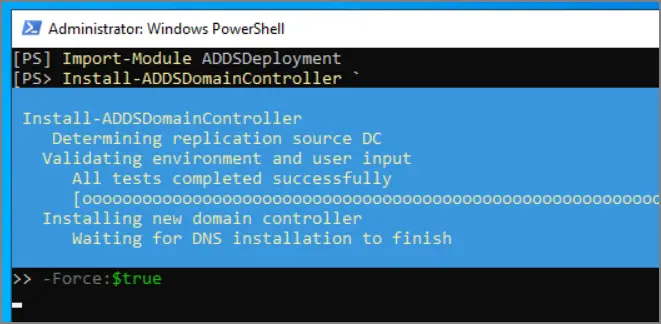 Administrator: Windows PowerShell
[PS] Import-Module ADDSDeployment
[PS> Install-ADDSDomainController `
Install-ADDSDomainController
Determining replication source DC
Validating environment and user input
All tests completed successfully
[oooooooooooooooooooooooooooooooooooooooooooooooooooooooooo
Installing new domain controller
Waiting for DNS installation to finish
>> -Force:$true